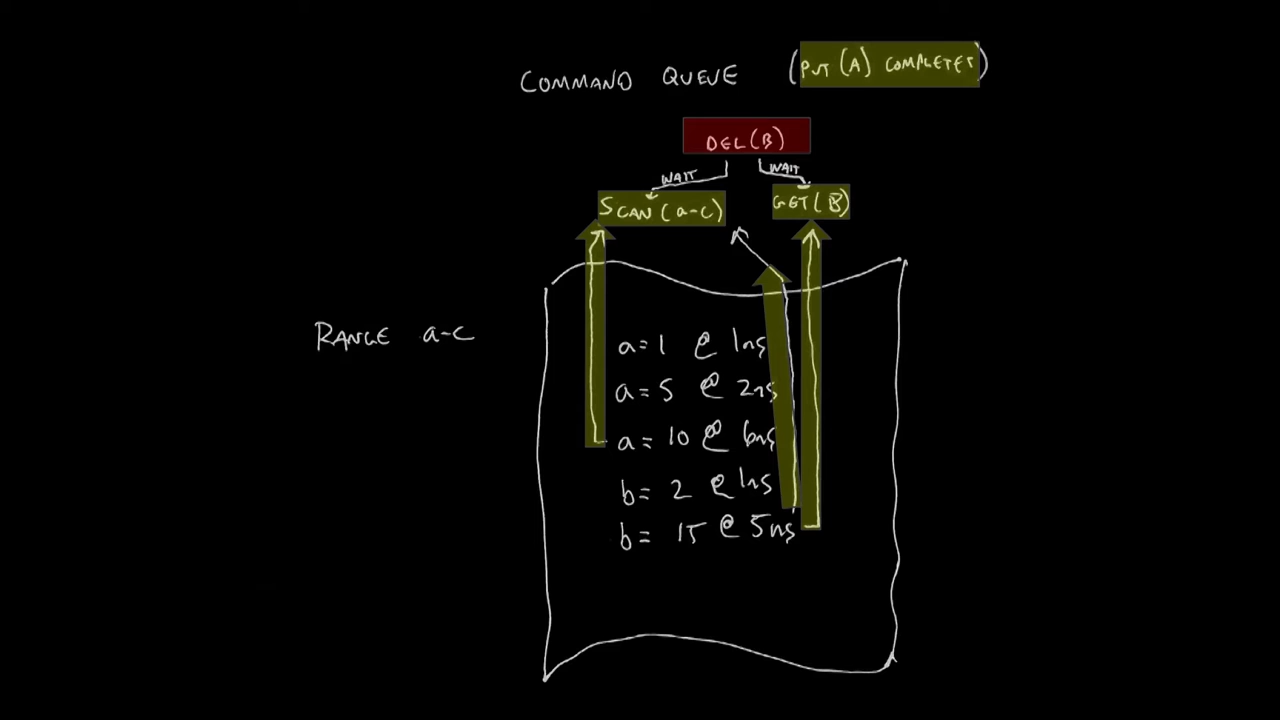 COMMAND QUEUE (PUT (A) COMPLETES)
DEL(B)
WAIT WAIT
SCAN (a-c) GET (B)
RANGE a-c
a=1 @ 1ns
a=5 @ 2ns
a=10 @ 6ns
b=2 @ 1ns
b=15 @ 5ns